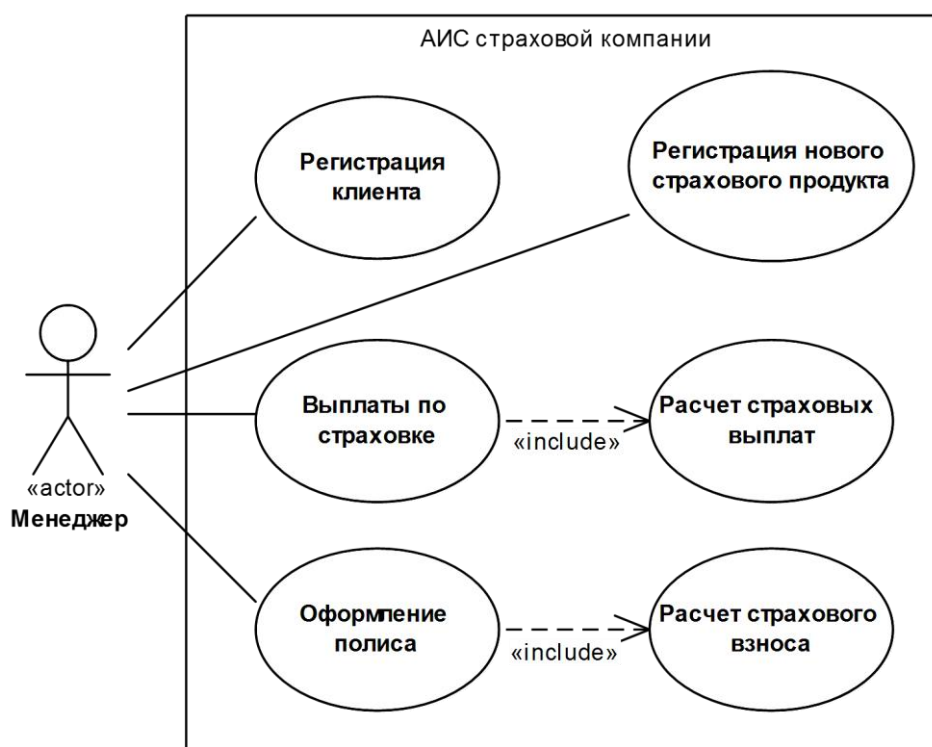 АИС страховой компании
Регистрация
клиента
Регистрация нового
страхового продукта
Выплаты по
страховке
«include»
Расчет страховых
выплат
«actor»
Менеджер
Оформление
полиса
«include»
Расчет страхового
взноса